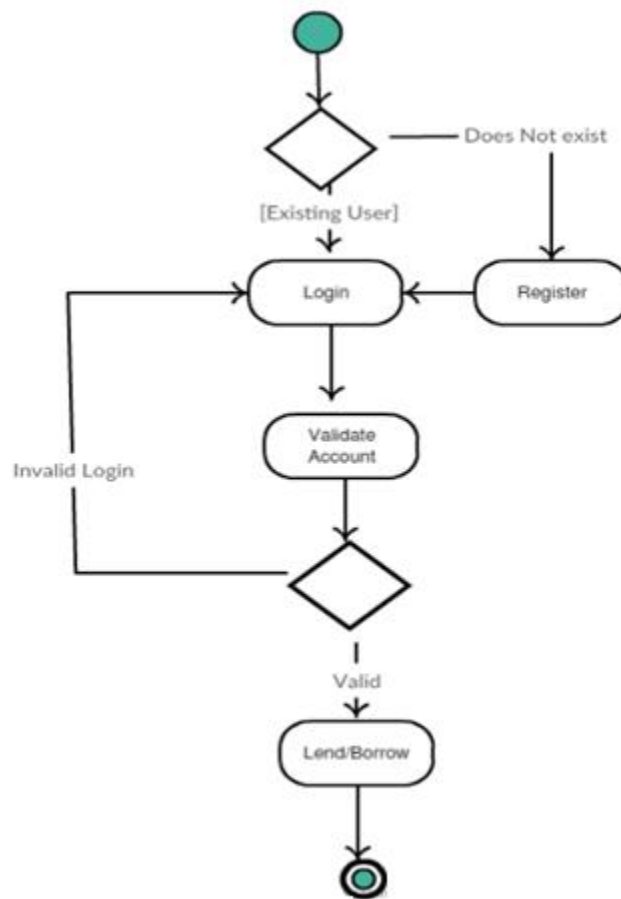 Does Not exist
[Existing User]
Login
Register
Validate
Account
Invalid Login
Valid
Lend/Borrow